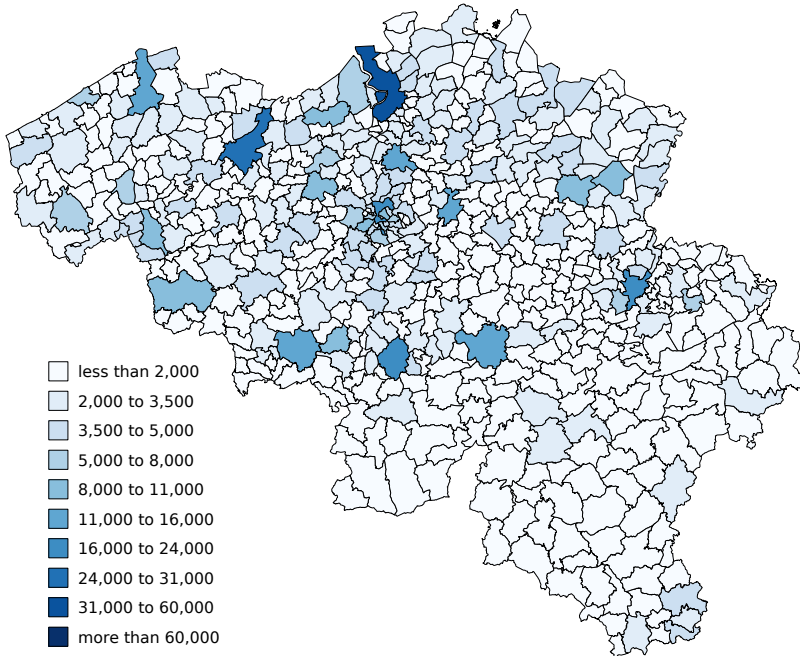 less than 2,000
2,000 to 3,500
3,500 to 5,000
5,000 to 8,000
8,000 to 11,000
11,000 to 16,000
16,000 to 24,000
24,000 to 31,000
31,000 to 60,000
more than 60,000